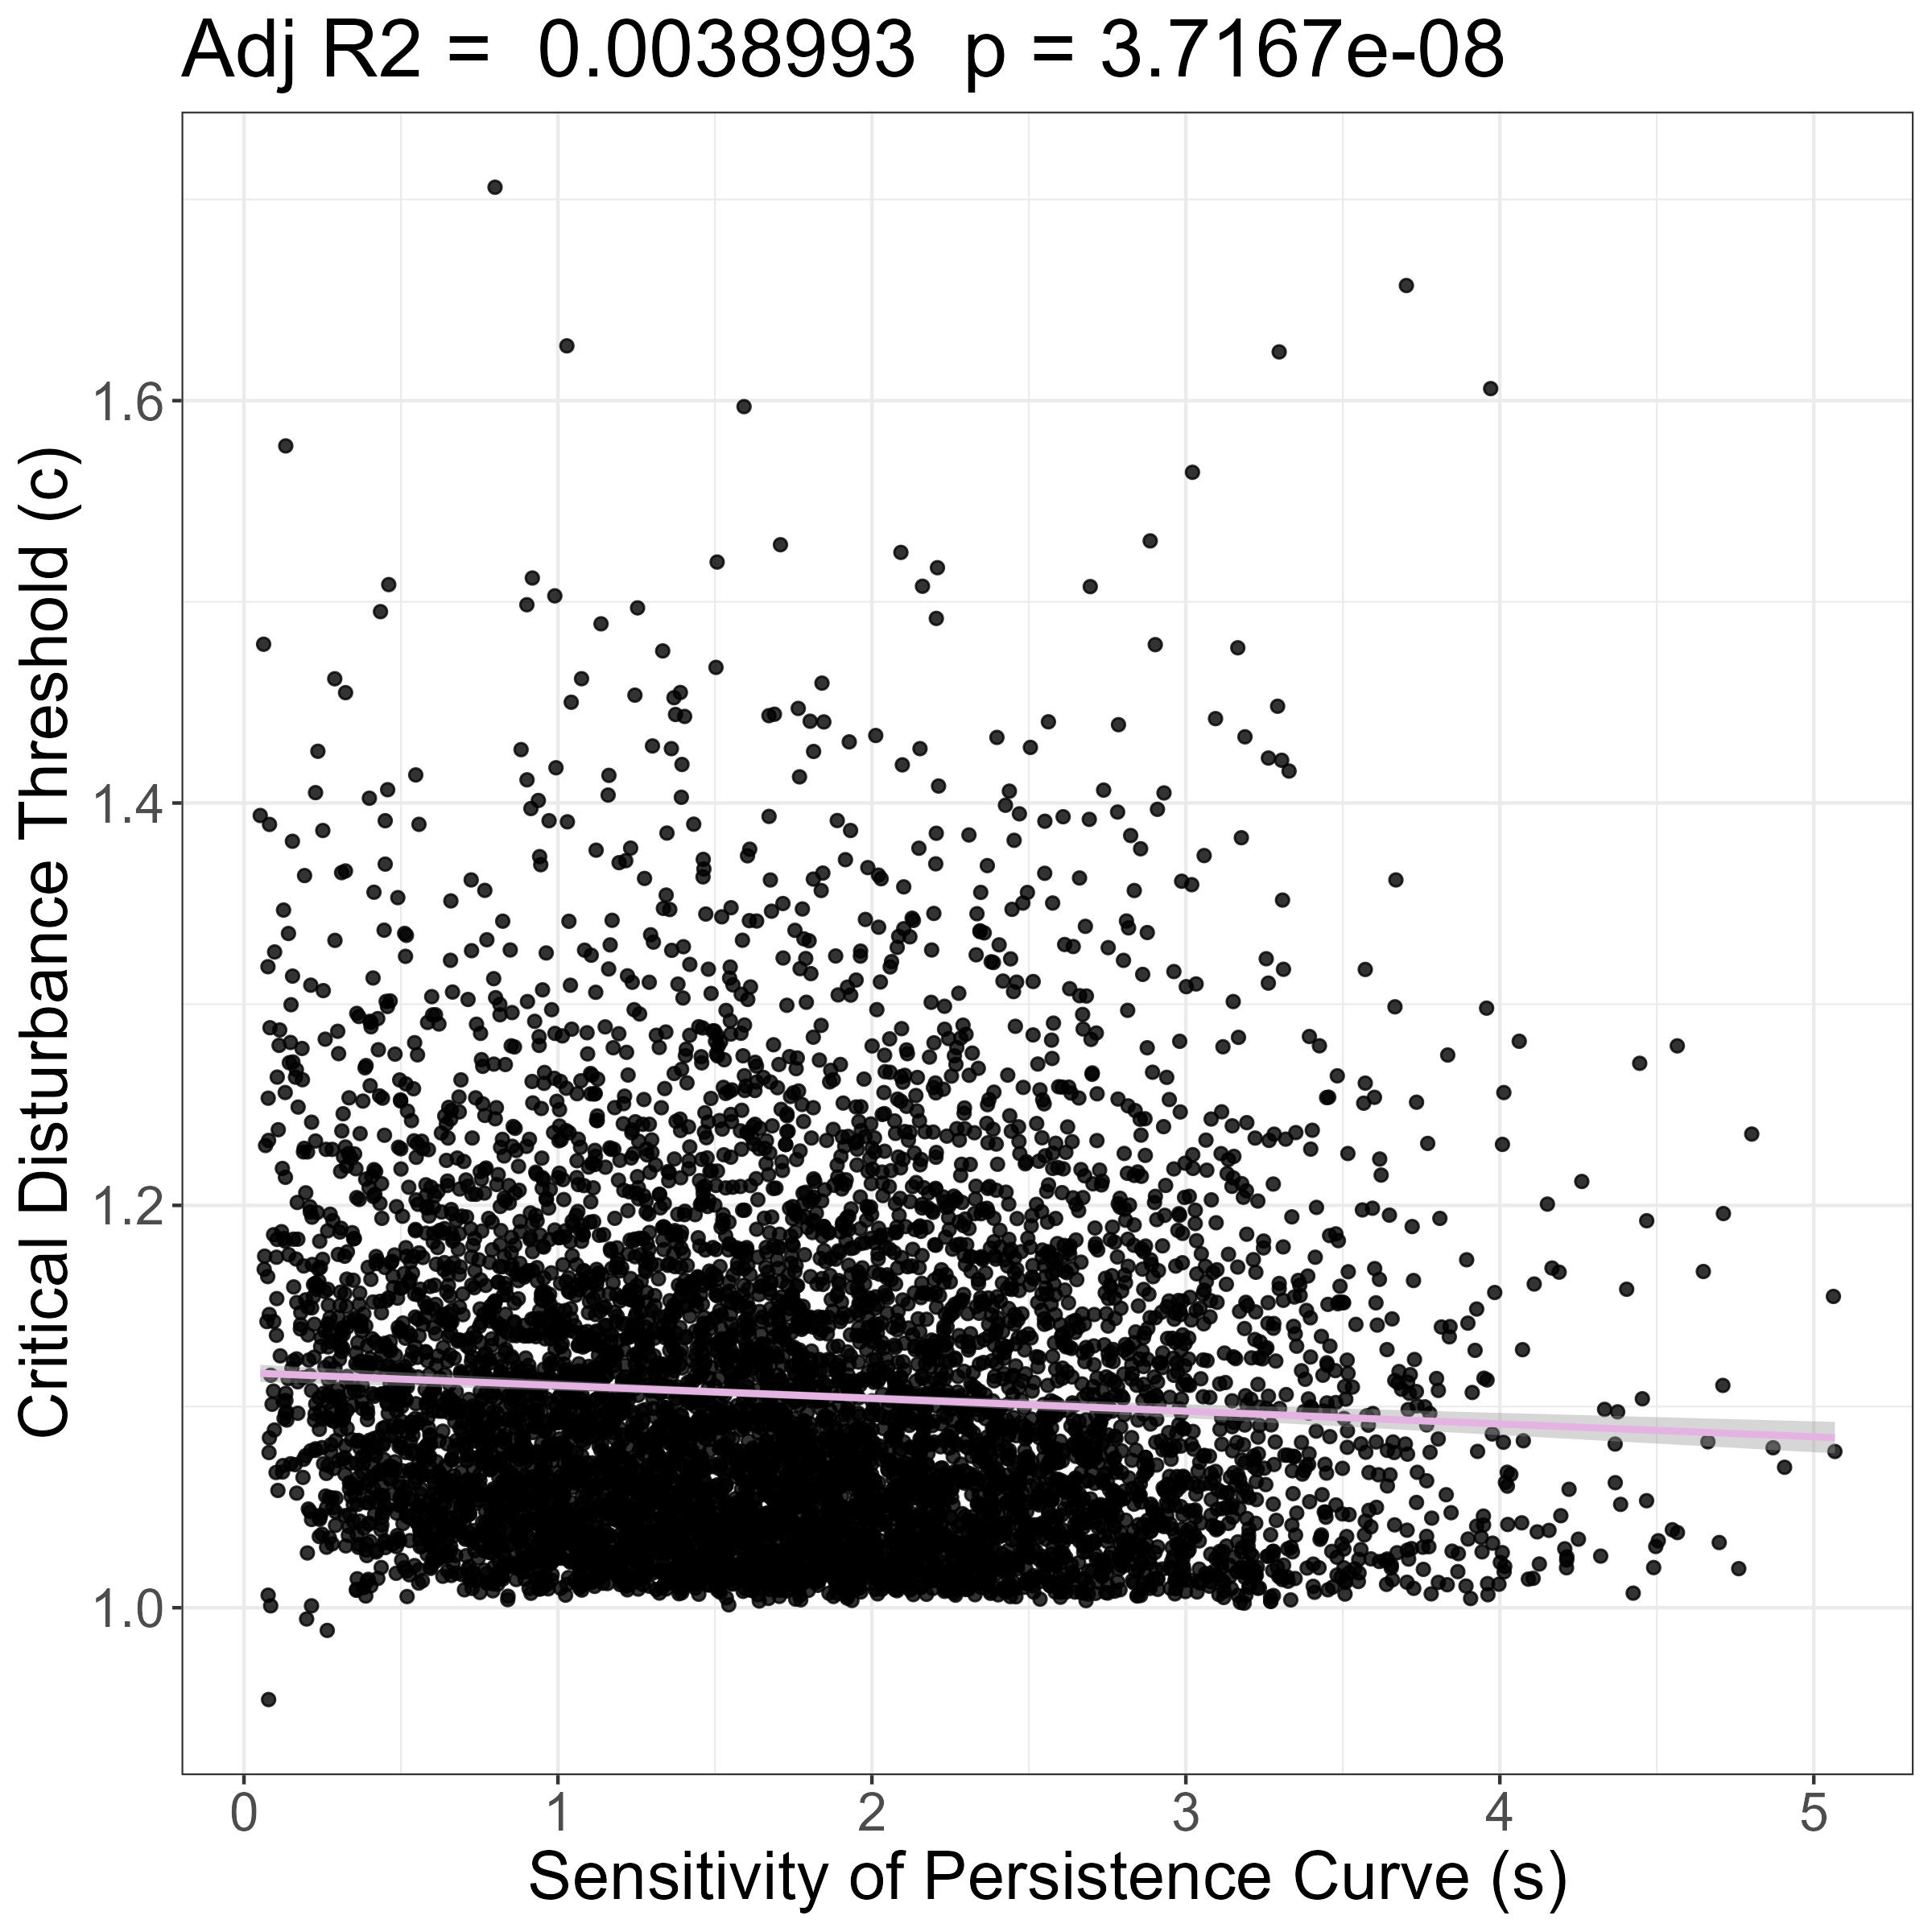 Adj R2 =  0.0038993  p = 3.7167e-08
Critical Disturbance Threshold (c)
1.6
1.4
1.2
1.0
0 1 2 3 4 5
Sensitivity of Persistence Curve (s)